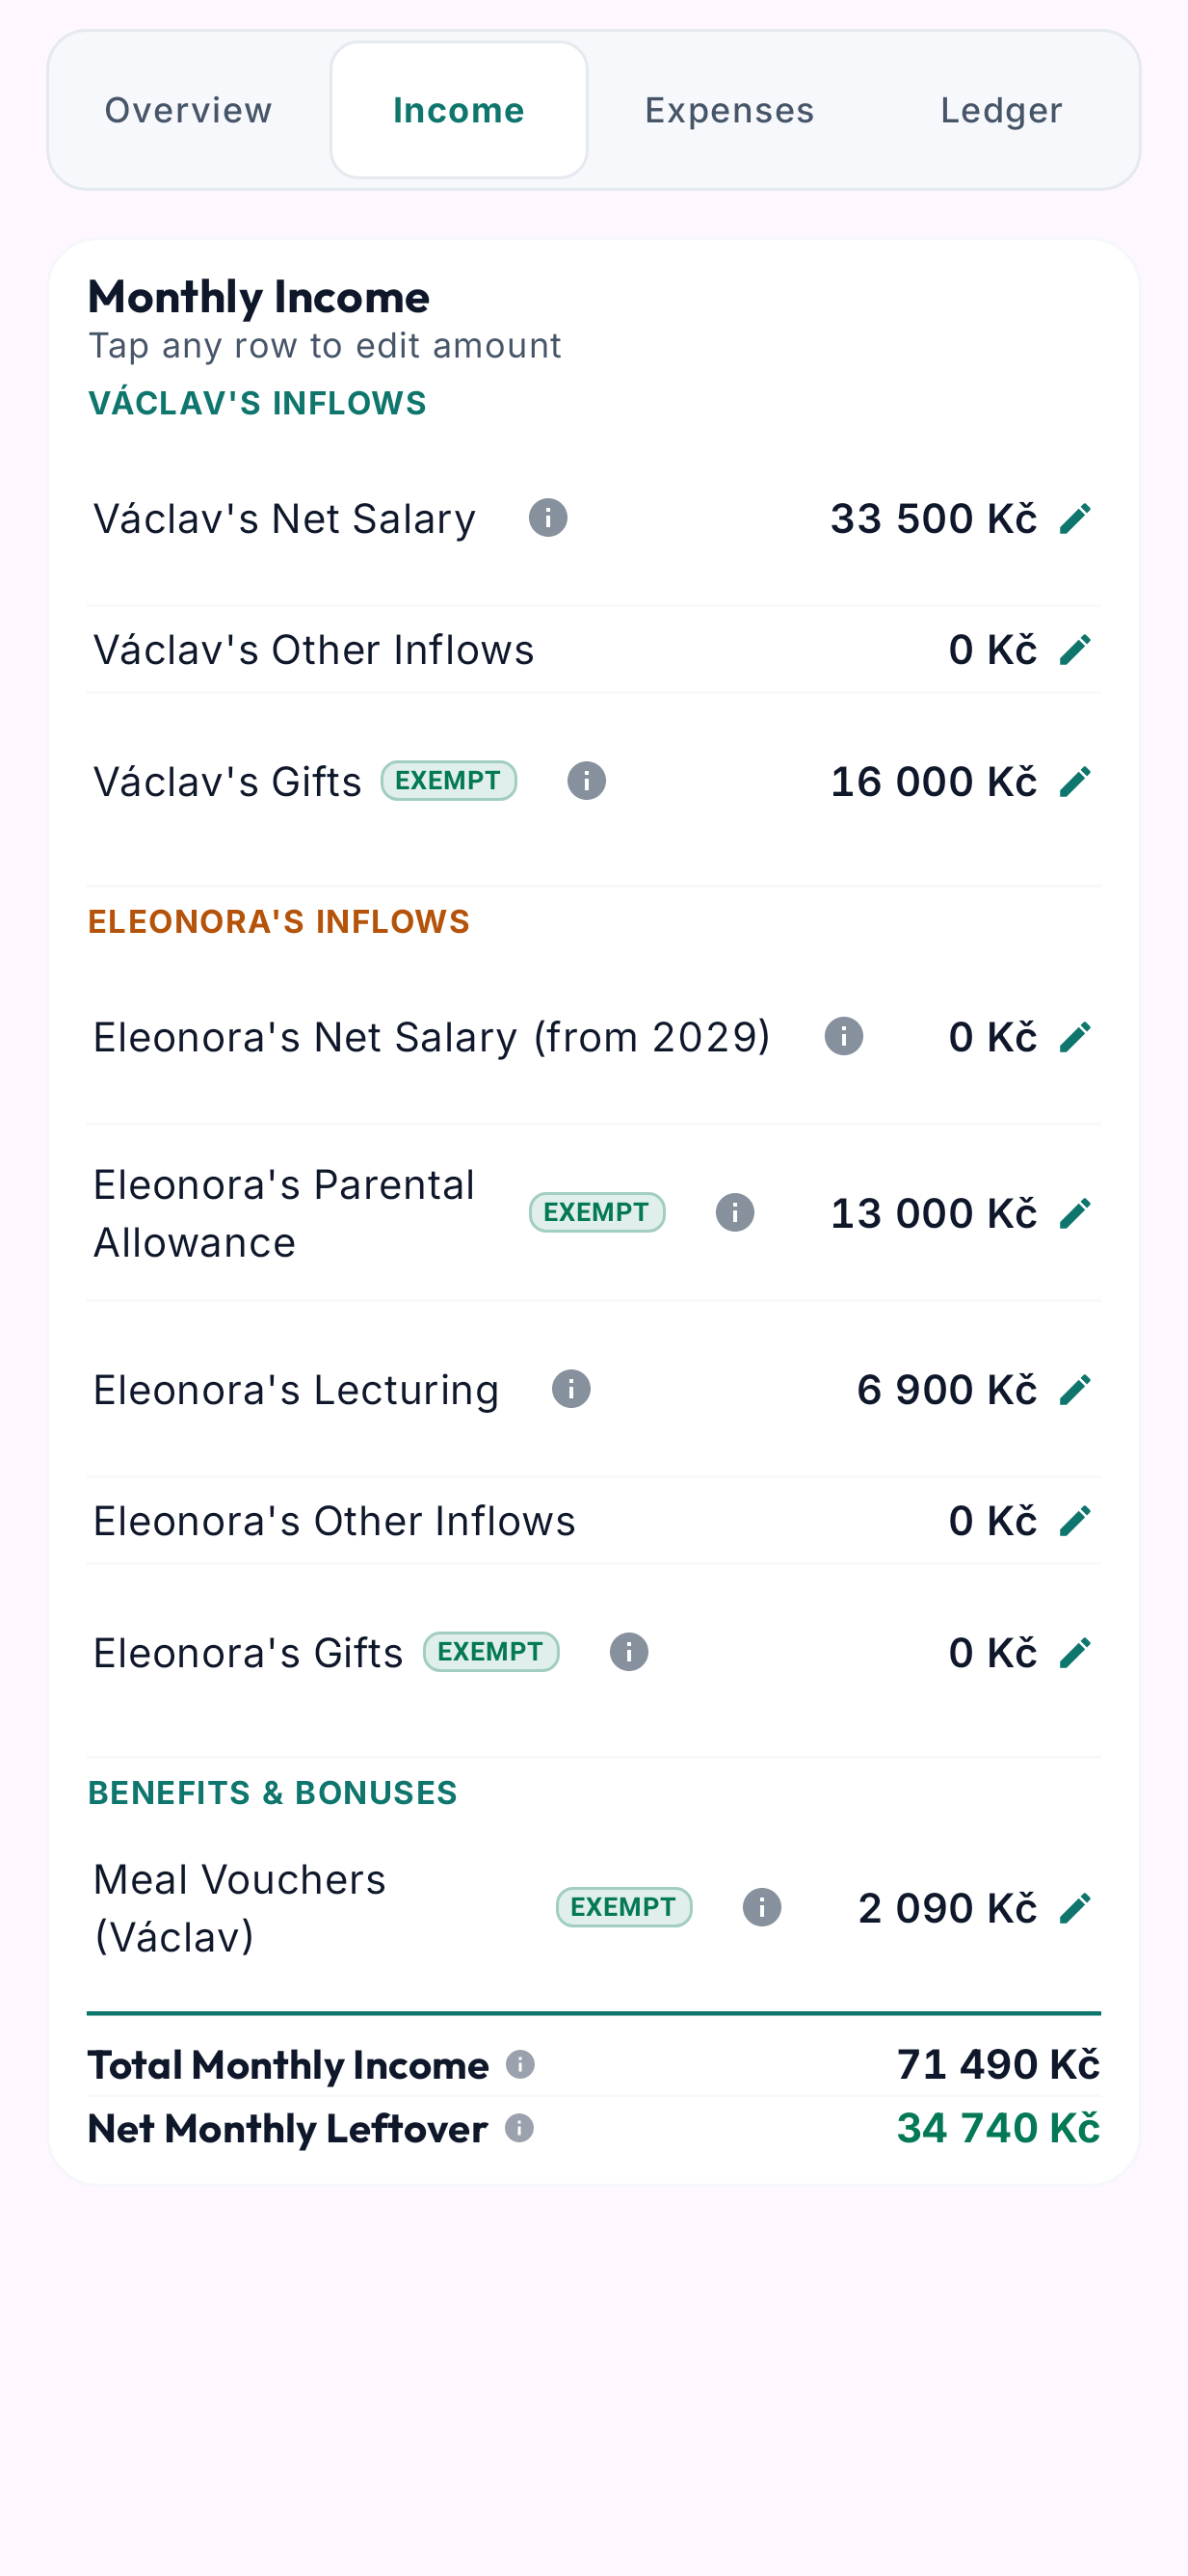 Overview Income Expenses Ledger
Monthly Income
Tap any row to edit amount
VÁCLAV'S INFLOWS
Václav's Net Salary 33 500 Kč
Václav's Other Inflows 0 Kč
Václav's Gifts EXEMPT 16 000 Kč
ELEONORA'S INFLOWS
Eleonora's Net Salary (from 2029) 0 Kč
Eleonora's Parental
Allowance EXEMPT 13 000 Kč
Eleonora's Lecturing 6 900 Kč
Eleonora's Other Inflows 0 Kč
Eleonora's Gifts EXEMPT 0 Kč
BENEFITS & BONUSES
Meal Vouchers
(Václav) EXEMPT 2 090 Kč
Total Monthly Income 71 490 Kč
Net Monthly Leftover 34 740 Kč